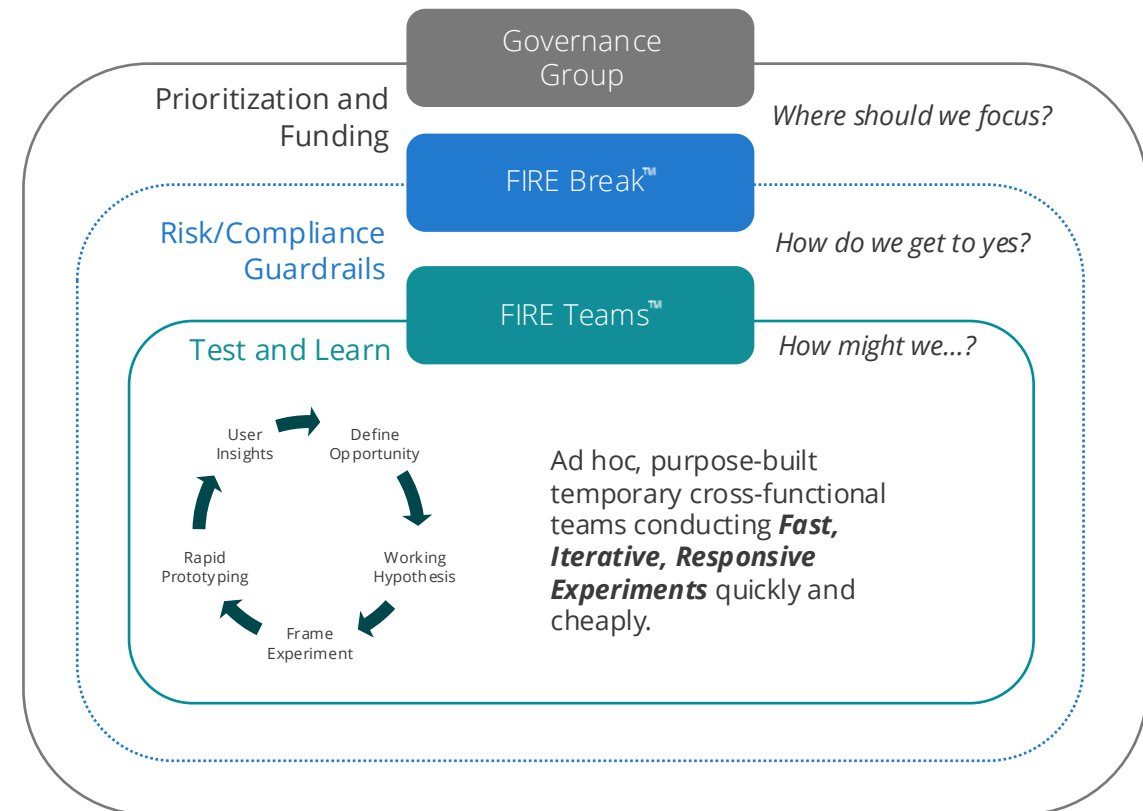 Governance
Group
Prioritization and
Funding
Where should we focus?
FIRE Break™
Risk/Compliance
Guardrails
How do we get to yes?
FIRE Teams™
Test and Learn
How might we...?
User
Insights
Define
Opportunity
Working
Hypothesis
Frame
Experiment
Rapid
Prototyping
Ad hoc, purpose-built
temporary cross-functional
teams conducting Fast,
Iterative, Responsive
Experiments quickly and
cheaply.